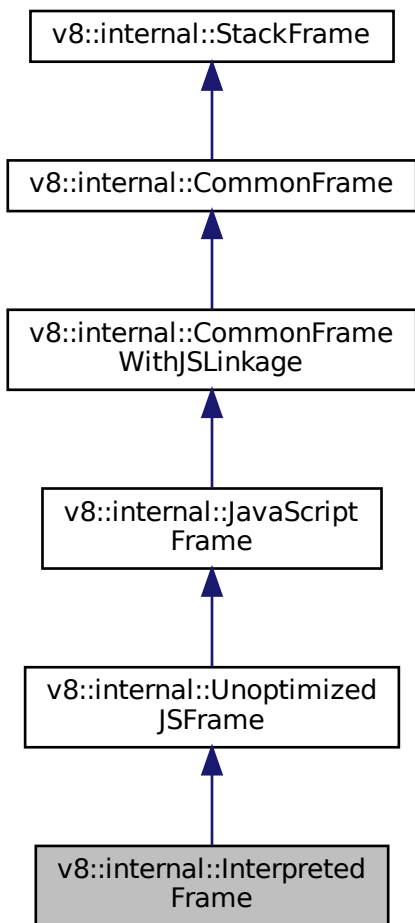 v8::internal::StackFrame
v8::internal::CommonFrame
v8::internal::CommonFrame
WithJSLinkage
v8::internal::JavaScript
Frame
v8::internal::Unoptimized
JSFrame
v8::internal::Interpreted
Frame